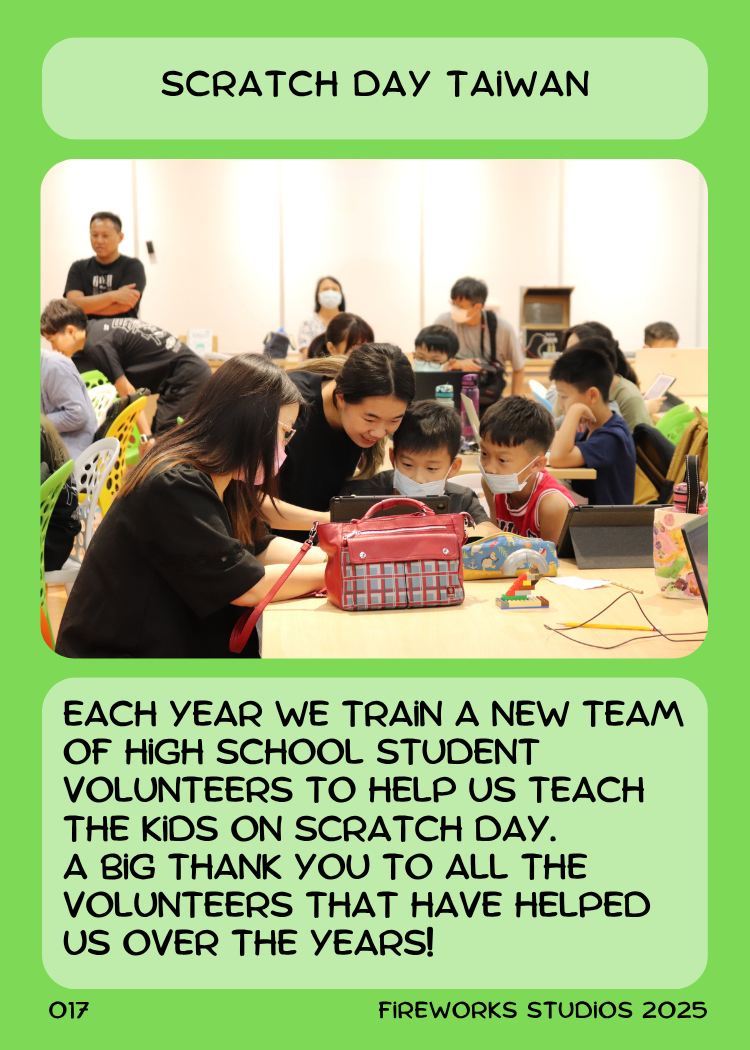 SCRATCH DAY TAIWAN
EACH YEAR WE TRAIN A NEW TEAM
OF HIGH SCHOOL STUDENT
VOLUNTEERS TO HELP US TEACH
THE KIDS ON SCRATCH DAY.
A BIG THANK YOU TO ALL THE
VOLUNTEERS THAT HAVE HELPED
US OVER THE YEARS!
017
FIREWORKS STUDIOS 2025